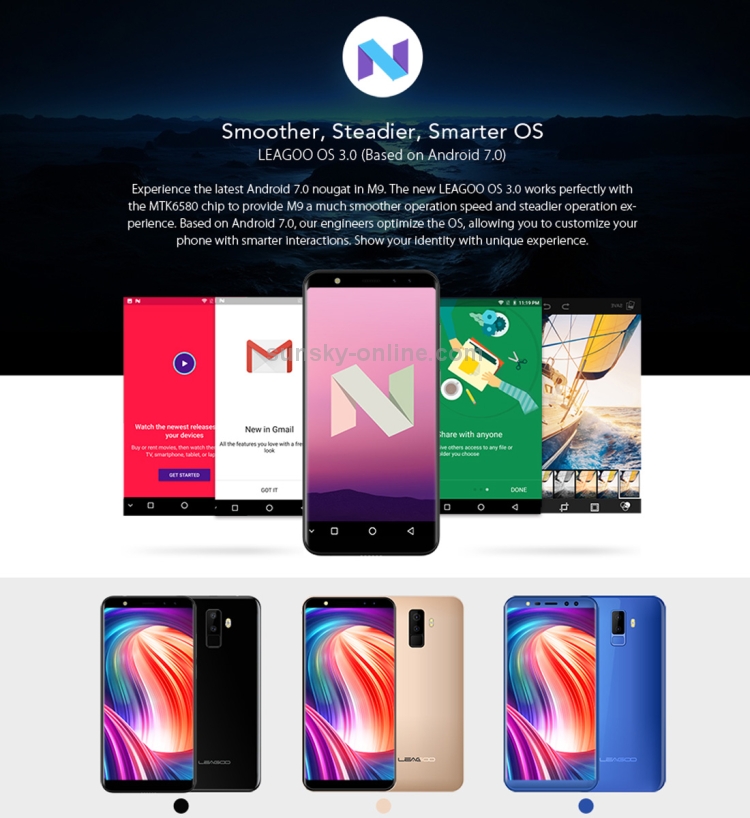 Smoother, Steadier, Smarter OS
LEAGOO OS 3.0 (Based on Android 7.0)
Experience the latest Android 7.0 nougat in M9. The new LEAGOO OS 3.0 works perfectly with
the MTK6580 chip to provide M9 a much smoother operation speed and steadier operation ex-
perience. Based on Android 7.0, our engineers optimize the OS, allowing you to customize your
phone with smarter interactions. Show your identity with unique experience.
11:19 PM
sunsky-online.com
Watch the newest releases
your devices
Buy or rent movies, then watch the
TV, smartphone, tablet, or
GET STARTED
New in Gmail
All the features you love with a
look
GOT IT
Share with anyone
others access to any file or
you choose
DONE
LEAGOO
LEAGOO
LEAGOO